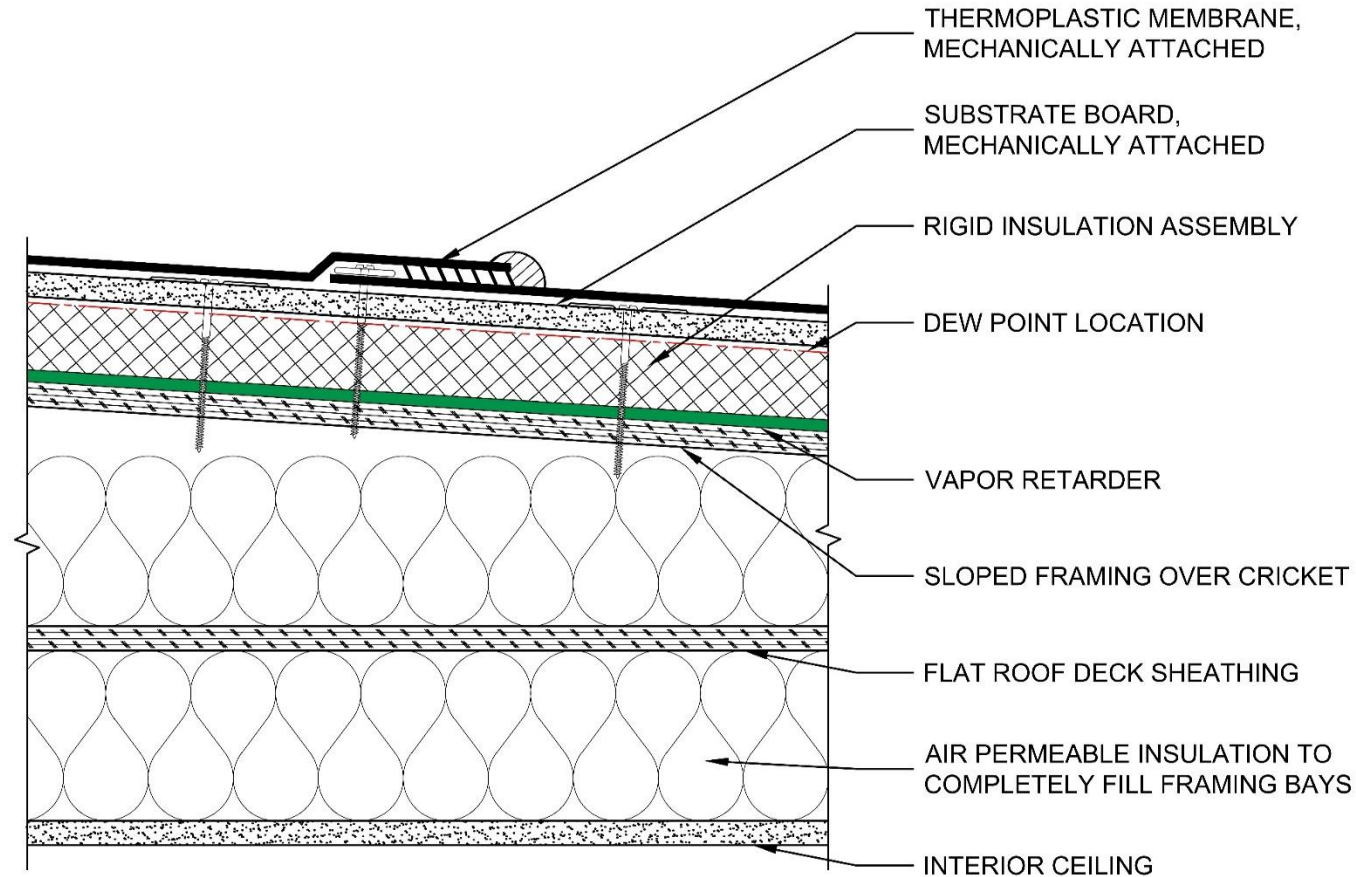 THERMOPLASTIC MEMBRANE,
MECHANICALLY ATTACHED
SUBSTRATE BOARD,
MECHANICALLY ATTACHED
RIGID INSULATION ASSEMBLY
DEW POINT LOCATION
VAPOR RETARDER
SLOPED FRAMING OVER CRICKET
FLAT ROOF DECK SHEATHING
AIR PERMEABLE INSULATION TO
COMPLETELY FILL FRAMING BAYS
INTERIOR CEILING